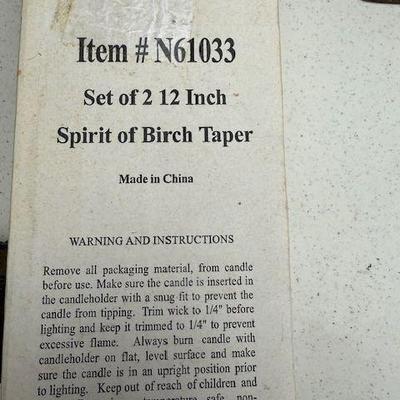 Item # N61033
Set of 2 12 Inch
Spirit of Birch Taper
Made in China
WARNING AND INSTRUCTIONS
Remove all packaging material, from candle
before use. Make sure the candle is inserted in
the candleholder with a snug fit to prevent the
candle from tipping. Trim wick to 1/4" before
lighting and keep it trimmed to 1/4" to prevent
excessive flame. Always burn candle with
candleholder on flat, level surface and make
sure the candle is in an upright position prior
to lighting. Keep out of reach of children and
temperature safe, non-